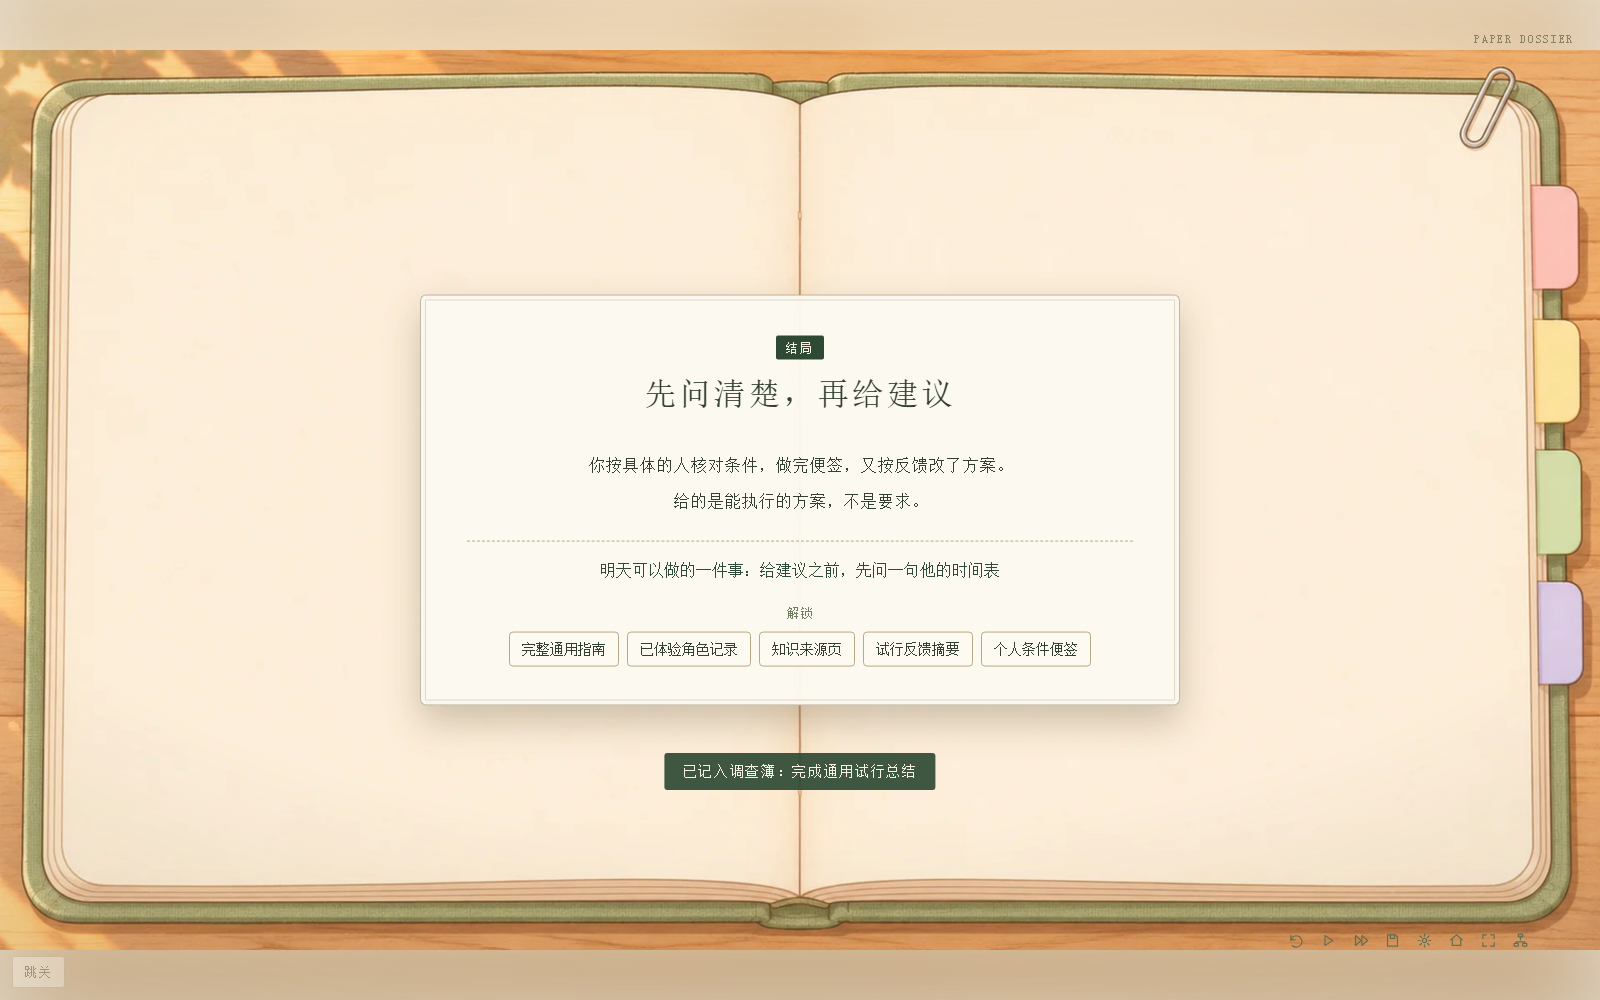 PAPER DOSSIER
结局
先问清楚，再给建议
你按具体的人核对条件，做完便签，又按反馈改了方案。
给的是能执行的方案，不是要求。
明天可以做的一件事：给建议之前，先问一句他的时间表
解锁
完整通用指南
已体验角色记录
知识来源页
试行反馈摘要
个人条件便签
已记入调查簿：完成通用试行总结
跳关